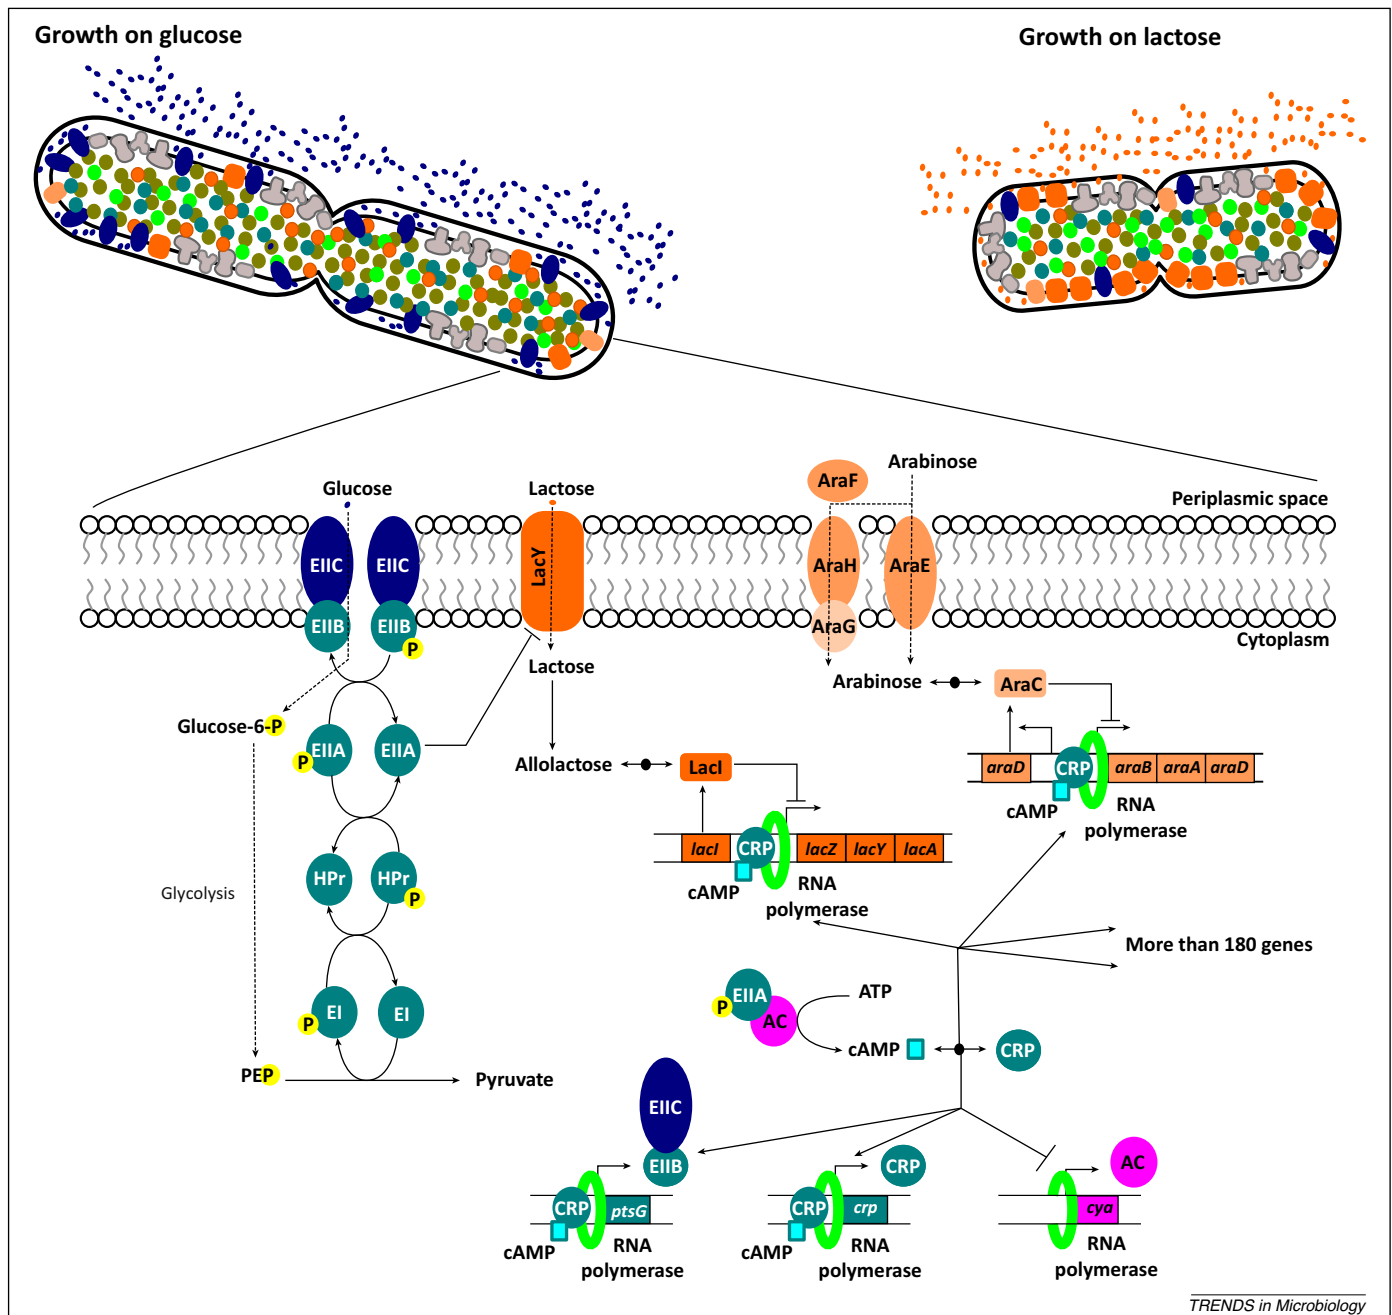 Growth on glucose
Growth on lactose
Glucose
Lactose
AraF
Arabinose
Periplasmic space
EIIC
EIIC
LacY
AraH
AraE
EIIB
EIIB
P
AraG
Cytoplasm
Lactose
Arabinose
AraC
Glucose-6-P
P
EIIA
EIIA
Allolactose
LacI
araD
CRP
araB
araA
araD
cAMP
RNA
polymerase
lacI
CRP
lacZ
lacY
lacA
cAMP
RNA
polymerase
Glycolysis
HPr
HPr
P
More than 180 genes
P
EIIA
AC
ATP
cAMP
CRP
P
EI
EI
PEP
Pyruvate
EIIC
EIIB
CRP
ptsG
cAMP
RNA
polymerase
CRP
CRP
crp
cAMP
RNA
polymerase
AC
cya
RNA
polymerase
TRENDS in Microbiology